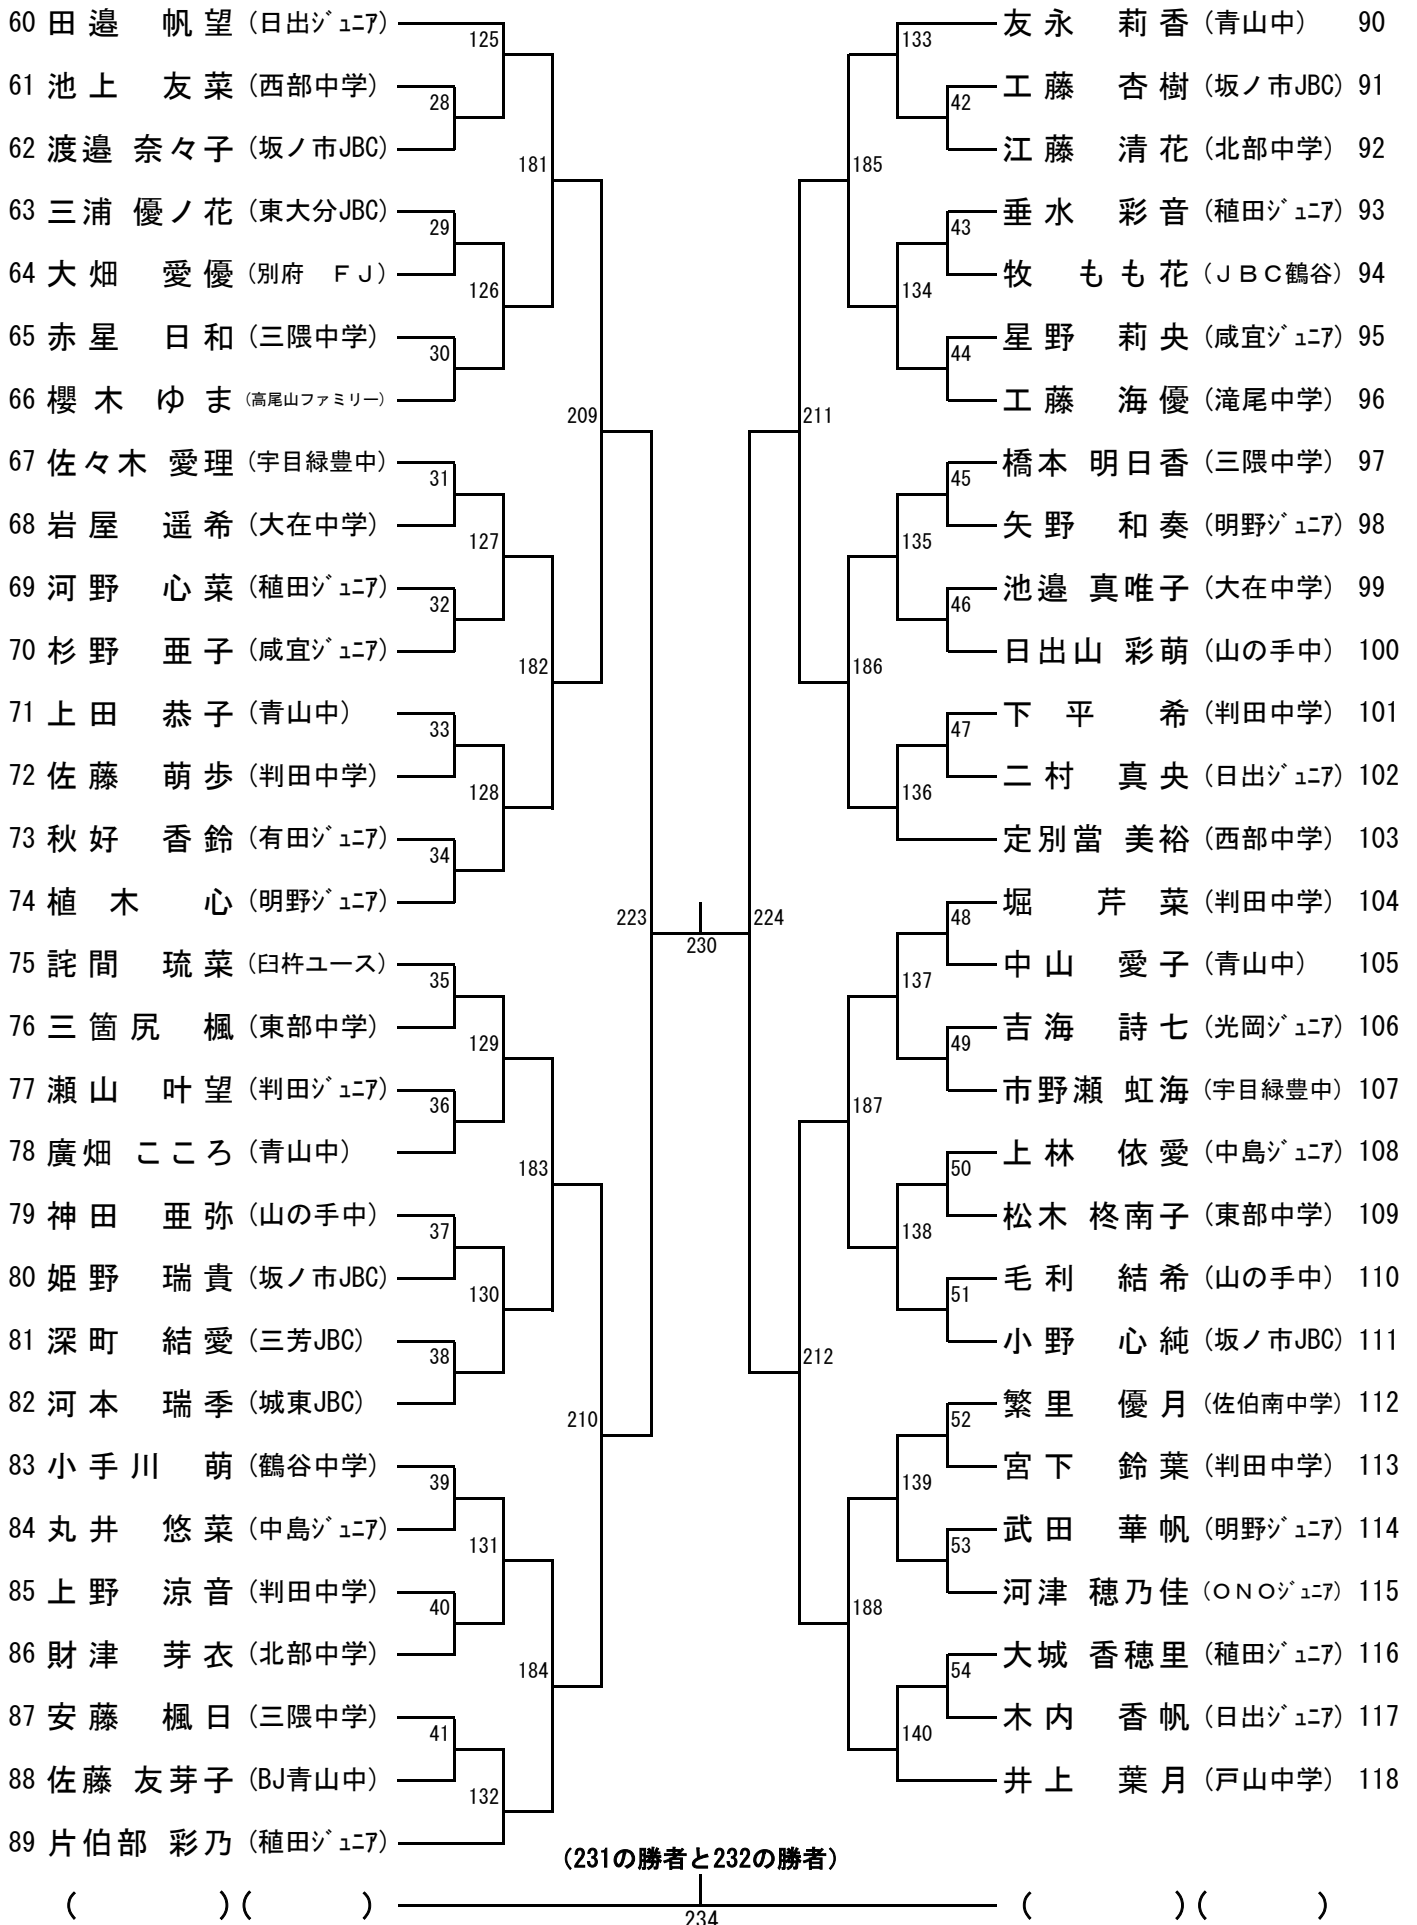 60 田邉 帆望 (日出ジュニア)
61 池上 友菜 (西部中学)
62 渡邉 奈々子 (坂ノ市JBC)
63 三浦 優ノ花 (東大分JBC)
64 大畑 愛優 (別府 FJ)
65 赤星 日和 (三隈中学)
66 櫻木 ゆま (高尾山ファミリー)
67 佐々木 愛理 (宇目緑豊中)
68 岩屋 遥希 (大在中学)
69 河野 心菜 (稙田ジュニア)
70 杉野 亜子 (咸宜ジュニア)
71 上田 恭子 (青山中)
72 佐藤 萌歩 (判田中学)
73 秋好 香鈴 (有田ジュニア)
74 植木 心 (明野ジュニア)
75 詫間 琉菜 (臼杵ユース)
76 三箇尻 楓 (東部中学)
77 瀬山 叶望 (判田ジュニア)
78 廣畑 こころ (青山中)
79 神田 亜弥 (山の手中)
80 姫野 瑞貴 (坂ノ市JBC)
81 深町 結愛 (三芳JBC)
82 河本 瑞季 (城東JBC)
83 小手川 萌 (鶴谷中学)
84 丸井 悠菜 (中島ジュニア)
85 上野 涼音 (判田中学)
86 財津 芽衣 (北部中学)
87 安藤 楓日 (三隈中学)
88 佐藤 友芽子 (BJ青山中)
89 片伯部 彩乃 (稙田ジュニア)
125
28
181
29
126
30
209
31
127
32
182
33
128
34
223
35
129
36
183
37
130
38
210
39
131
40
184
41
132
230
133
42
185
43
134
44
211
45
135
46
186
47
136
224
48
137
49
187
50
138
51
212
52
139
53
188
54
140
友永 莉香 (青山中) 90
工藤 杏樹 (坂ノ市JBC) 91
江藤 清花 (北部中学) 92
垂水 彩音 (稙田ジュニア) 93
牧 もも花 (JBC鶴谷) 94
星野 莉央 (咸宜ジュニア) 95
工藤 海優 (滝尾中学) 96
橋本 明日香 (三隈中学) 97
矢野 和奏 (明野ジュニア) 98
池邉 真唯子 (大在中学) 99
日出山 彩萌 (山の手中) 100
下平 希 (判田中学) 101
二村 真央 (日出ジュニア) 102
定別當 美裕 (西部中学) 103
堀 芹菜 (判田中学) 104
中山 愛子 (青山中) 105
吉海 詩七 (光岡ジュニア) 106
市野瀬 虹海 (宇目緑豊中) 107
上林 依愛 (中島ジュニア) 108
松木 柊南子 (東部中学) 109
毛利 結希 (山の手中) 110
小野 心純 (坂ノ市JBC) 111
繁里 優月 (佐伯南中学) 112
宮下 鈴葉 (判田中学) 113
武田 華帆 (明野ジュニア) 114
河津 穂乃佳 (ONOジュニア) 115
大城 香穂里 (稙田ジュニア) 116
木内 香帆 (日出ジュニア) 117
井上 葉月 (戸山中学) 118
(231の勝者と232の勝者)
( )( ) ( )( )
234